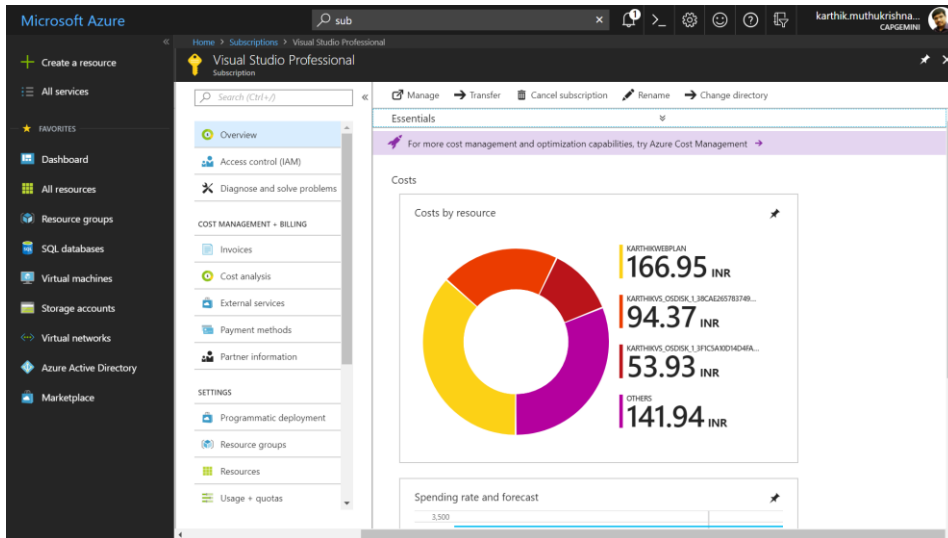 Microsoft Azure
sub
karthik.muthukrishna...
CAPGEMINI
Home > Subscriptions > Visual Studio Professional
Visual Studio Professional
Subscription
Create a resource
All services
FAVORITES
Dashboard
All resources
Resource groups
SQL databases
Virtual machines
Storage accounts
Virtual networks
Azure Active Directory
Marketplace
Search (Ctrl+/)
Overview
Access control (IAM)
Diagnose and solve problems
COST MANAGEMENT + BILLING
Invoices
Cost analysis
External services
Payment methods
Partner information
SETTINGS
Programmatic deployment
Resource groups
Resources
Usage + quotas
Manage Transfer Cancel subscription Rename Change directory
Essentials
For more cost management and optimization capabilities, try Azure Cost Management
Costs
Costs by resource
KARTHIKWEBPLAN
166.95 INR
KARTHIKVS_OSDISK_1_38CAE265783749...
94.37 INR
KARTHIKVS_OSDISK_1_3F1C5A10D14D4FA...
53.93 INR
OTHERS
141.94 INR
Spending rate and forecast
3,500